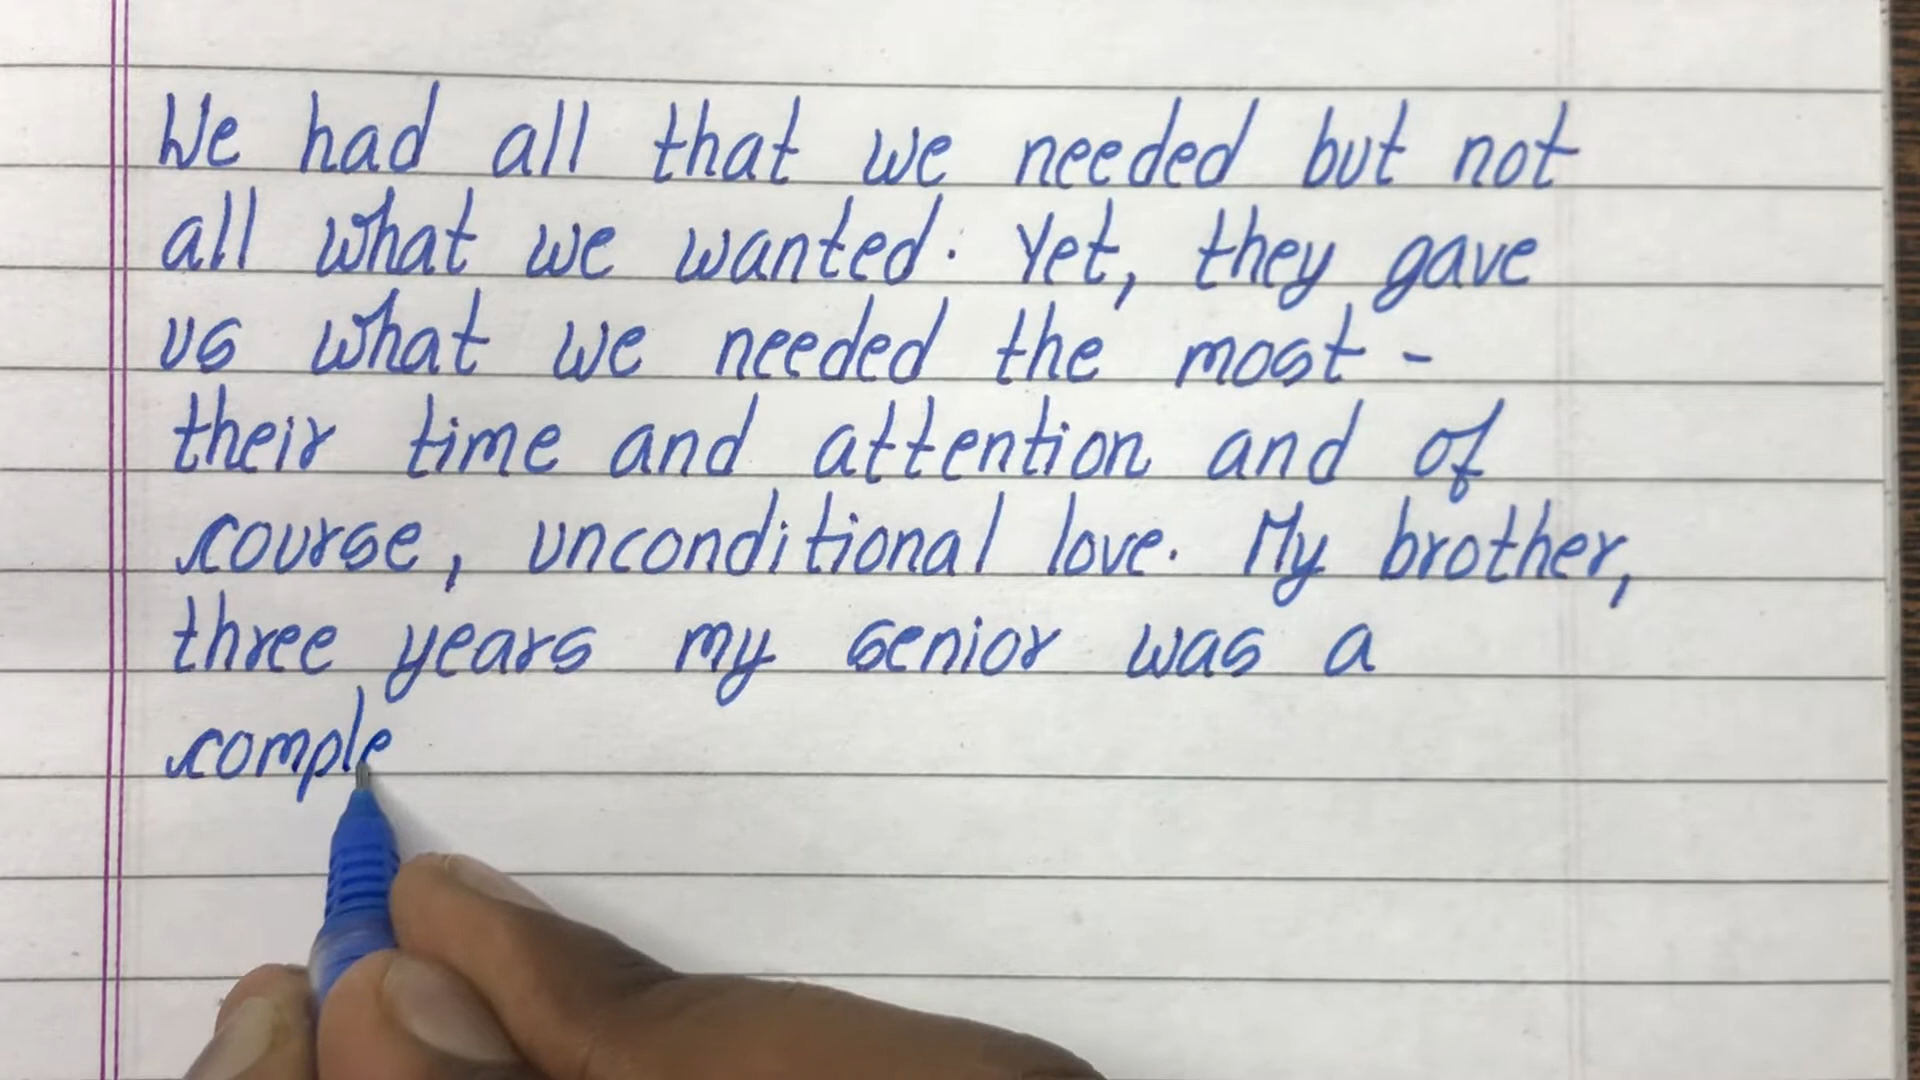 We had all that we needed but not
all what we wanted. Yet, they gave
us what we needed the most -
their time and attention and of
course, unconditional love. My brother,
three years my senior was a
comple